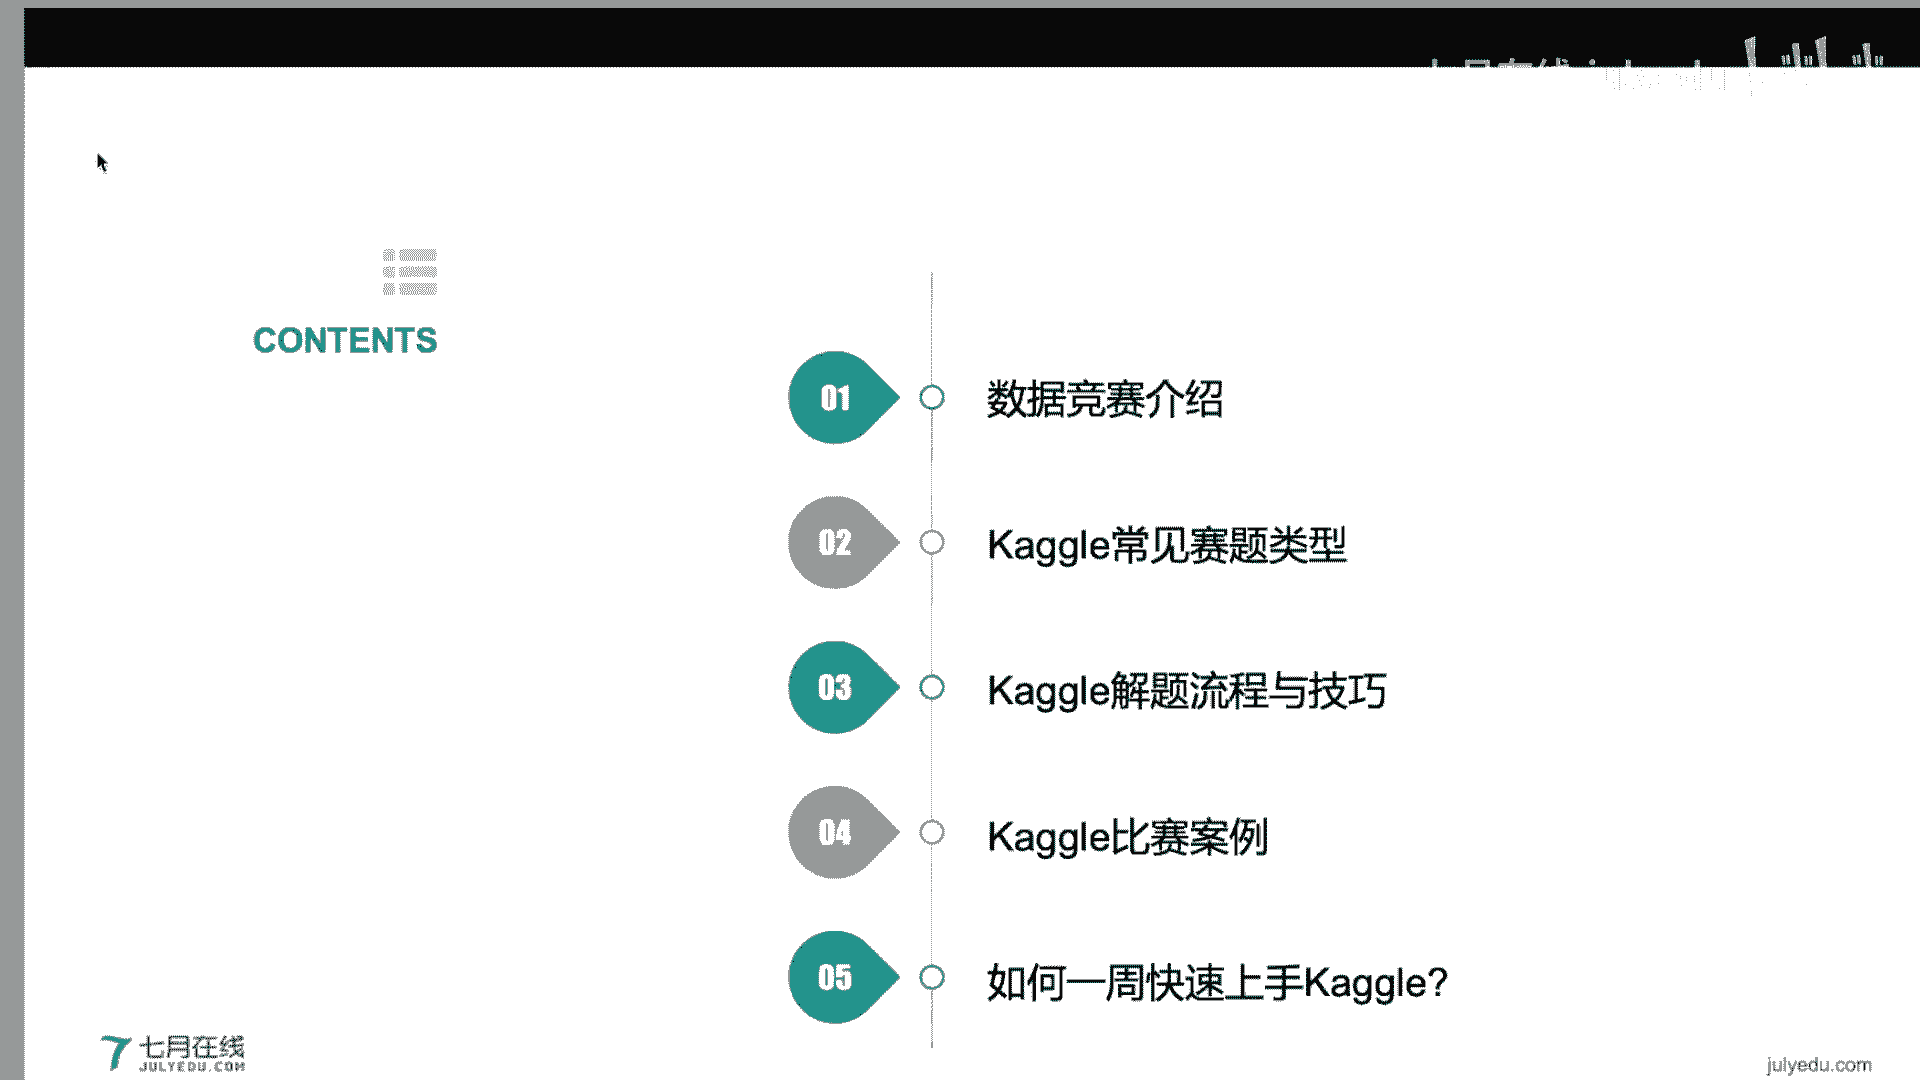 CONTENTS
01
数据竞赛介绍
02
Kaggle常见赛题类型
03
Kaggle解题流程与技巧
04
Kaggle比赛案例
05
如何一周快速上手Kaggle?
七月在线
JULYEDU.COM
julyedu.com